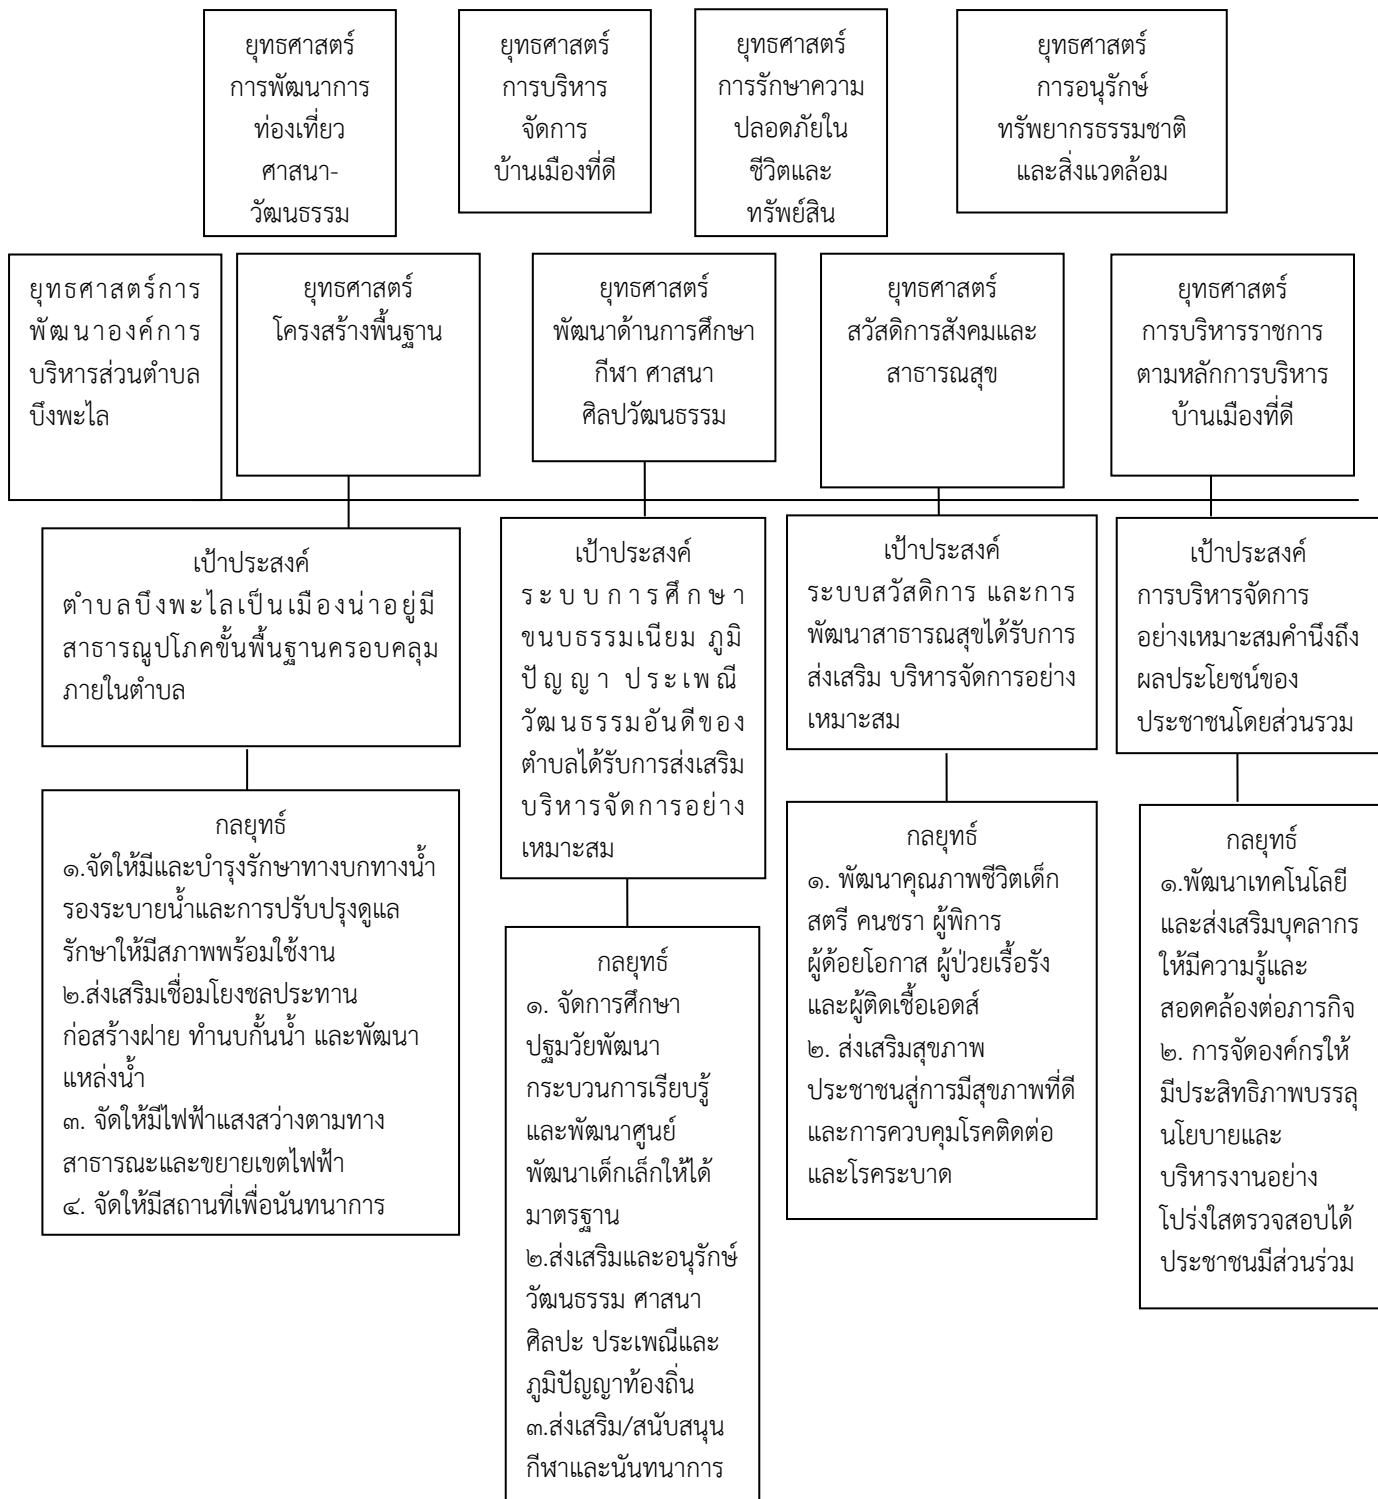 ยุทธศาสตร์
การพัฒนาการ
ท่องเที่ยว
ศาสนา-
วัฒนธรรม
ยุทธศาสตร์
การบริหาร
จัดการ
บ้านเมืองที่ดี
ยุทธศาสตร์
การรักษาความ
ปลอดภัยใน
ชีวิตและ
ทรัพย์สิน
ยุทธศาสตร์
การอนุรักษ์
ทรัพยากรธรรมชาติ
และสิ่งแวดล้อม
ยุทธศาสตร์การ
พัฒนาองค์การ
บริหารส่วนตำบล
บึงพะไล
ยุทธศาสตร์
โครงสร้างพื้นฐาน
ยุทธศาสตร์
พัฒนาด้านการศึกษา
กีฬา ศาสนา
ศิลปวัฒนธรรม
ยุทธศาสตร์
สวัสดิการสังคมและ
สาธารณสุข
ยุทธศาสตร์
การบริหารราชการ
ตามหลักการบริหาร
บ้านเมืองที่ดี
เป้าประสงค์
ตำบลบึงพะไลเป็นเมืองน่าอยู่มี
สาธารณูปโภคขั้นพื้นฐานครอบคลุม
ภายในตำบล
เป้าประสงค์
ระบบการศึกษา
ขนบธรรมเนียม ภูมิ
ปัญญา ประเพณี
วัฒนธรรมอันดีของ
ตำบลได้รับการส่งเสริม
บริหารจัดการอย่าง
เหมาะสม
เป้าประสงค์
ระบบสวัสดิการ และการ
พัฒนาสาธารณสุขได้รับการ
ส่งเสริม บริหารจัดการอย่าง
เหมาะสม
เป้าประสงค์
การบริหารจัดการ
อย่างเหมาะสมคำนึงถึง
ผลประโยชน์ของ
ประชาชนโดยส่วนรวม
กลยุทธ์
๑.จัดให้มีและบำรุงรักษาทางบกทางน้ำ
รองระบายน้ำและการปรับปรุงดูแล
รักษาให้มีสภาพพร้อมใช้งาน
๒.ส่งเสริมเชื่อมโยงชลประทาน
ก่อสร้างฝาย ทำนบกั้นน้ำ และพัฒนา
แหล่งน้ำ
๓. จัดให้มีไฟฟ้าแสงสว่างตามทาง
สาธารณะและขยายเขตไฟฟ้า
๔. จัดให้มีสถานที่เพื่อนันทนาการ
กลยุทธ์
๑. จัดการศึกษา
ปฐมวัยพัฒนา
กระบวนการเรียบรู้
และพัฒนาศูนย์
พัฒนาเด็กเล็กให้ได้
มาตรฐาน
๒.ส่งเสริมและอนุรักษ์
วัฒนธรรม ศาสนา
ศิลปะ ประเพณีและ
ภูมิปัญญาท้องถิ่น
๓.ส่งเสริม/สนับสนุน
กีฬาและนันทนาการ
กลยุทธ์
๑. พัฒนาคุณภาพชีวิตเด็ก
สตรี คนชรา ผู้พิการ
ผู้ด้อยโอกาส ผู้ป่วยเรื้อรัง
และผู้ติดเชื้อเอดส์
๒. ส่งเสริมสุขภาพ
ประชาชนสู่การมีสุขภาพที่ดี
และการควบคุมโรคติดต่อ
และโรคระบาด
กลยุทธ์
๑.พัฒนาเทคโนโลยี
และส่งเสริมบุคลากร
ให้มีความรู้และ
สอดคล้องต่อภารกิจ
๒. การจัดองค์กรให้
มีประสิทธิภาพบรรลุ
นโยบายและ
บริหารงานอย่าง
โปร่งใสตรวจสอบได้
ประชาชนมีส่วนร่วม